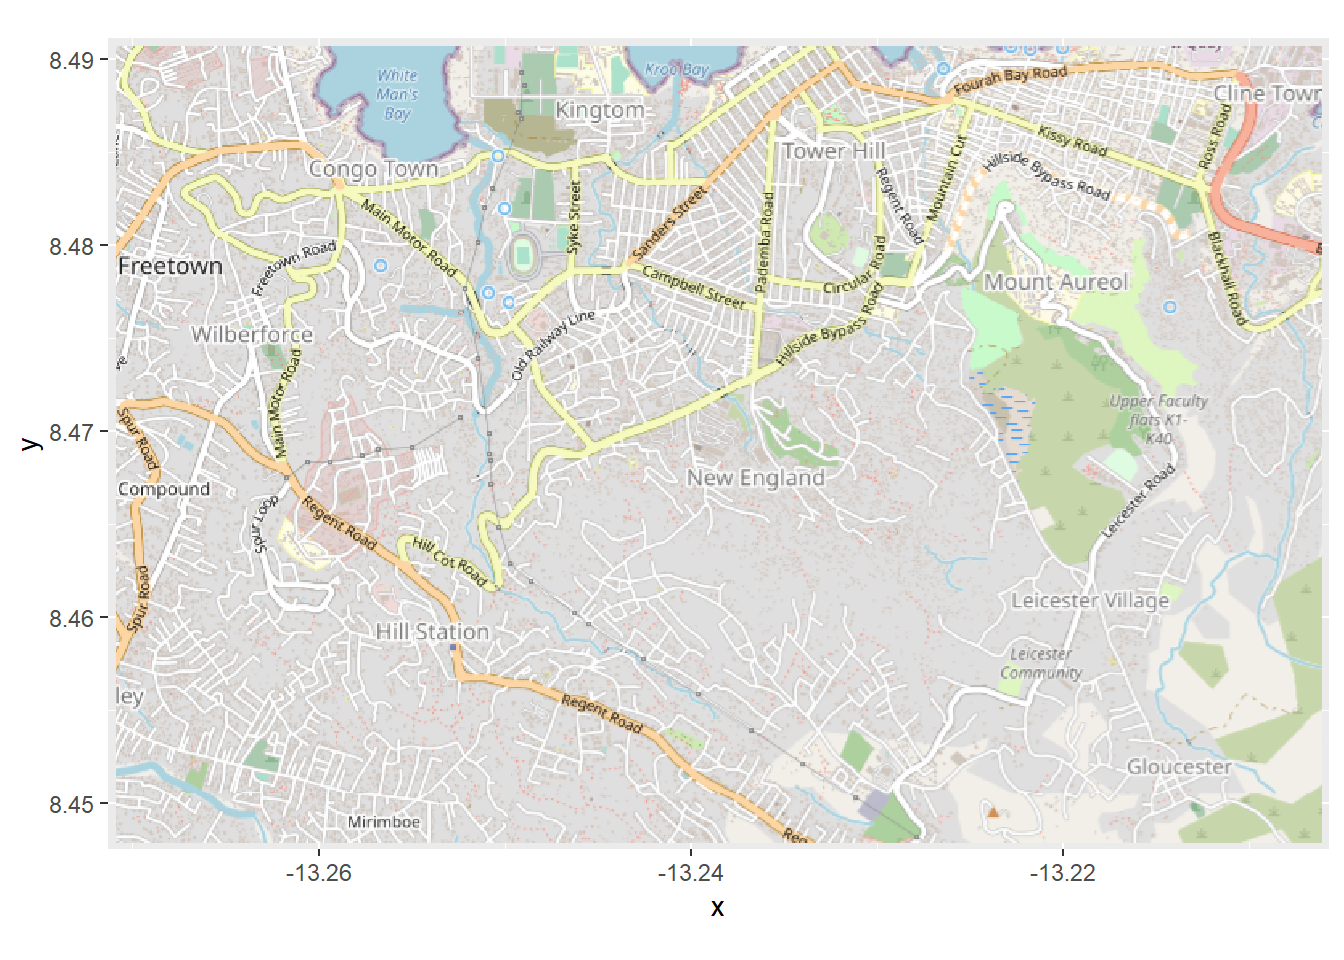 8.49
8.48
8.47
8.46
8.45
y
White
Man's
Bay
Kroo Bay
Kingtom
Fourah Bay Road
Cline Town
Congo Town
Tower Hill
Kissy Road
Ross Road
Hillside Bypass Road
Mountain Cut
Regent Road
Main Motor Road
Syke Street
Sanders Street
Pademba Road
Freetown Road
Freetown
Campbell Street
Circular Road
Mount Aureol
Blackhall Road
Wilberforce
Old Railway Line
Hillside Bypass Road
Main Motor Road
Upper Faculty
flats K1-
K40
Spur Road
New England
Compound
Spur Loop
Regent Road
Leicester Road
Hill Cot Road
Spur Road
Leicester Village
Hill Station
Leicester
Community
ley
Regent Road
Gloucester
Mirimboe
Reg
-13.26
-13.24
-13.22
x